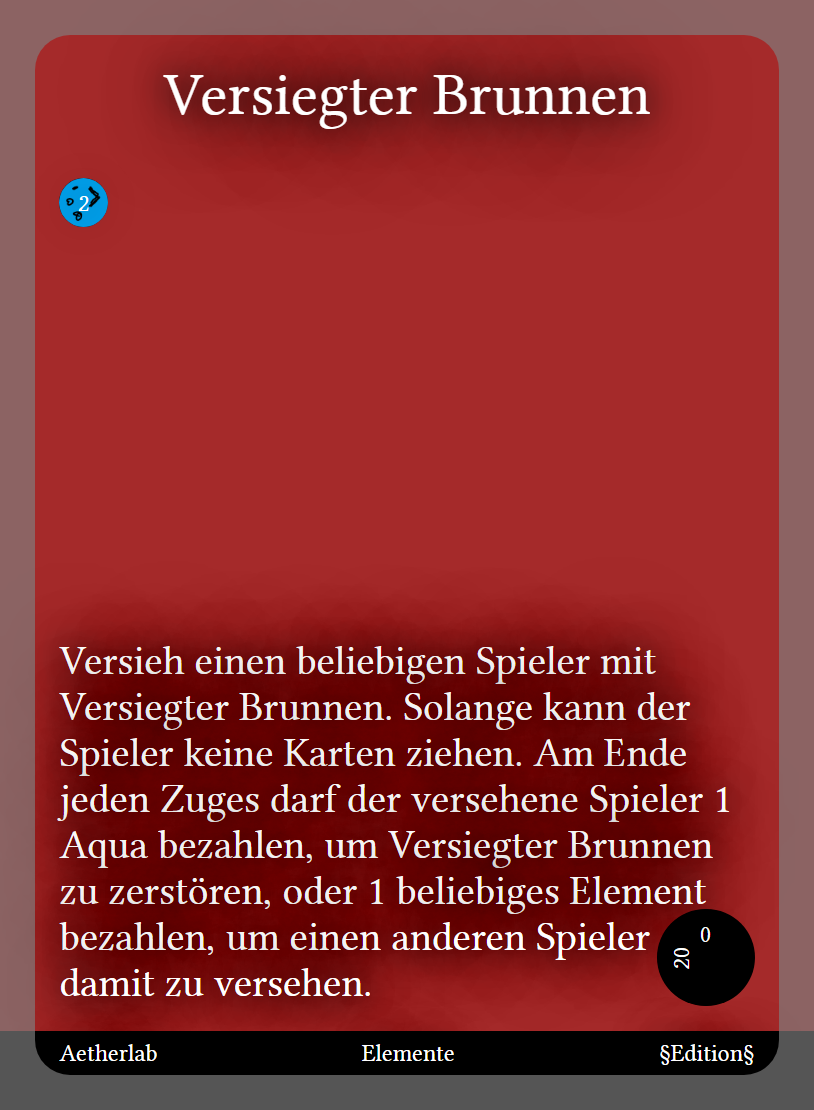 Versiegter Brunnen
2
Versieh einen beliebigen Spieler mit
Versiegter Brunnen. Solange kann der
Spieler keine Karten ziehen. Am Ende
jeden Zuges darf der versehene Spieler 1
Aqua bezahlen, um Versiegter Brunnen
zu zerstören, oder 1 beliebiges Element
bezahlen, um einen anderen Spieler
damit zu versehen.
0
20
Aetherlab Elemente §Edition§